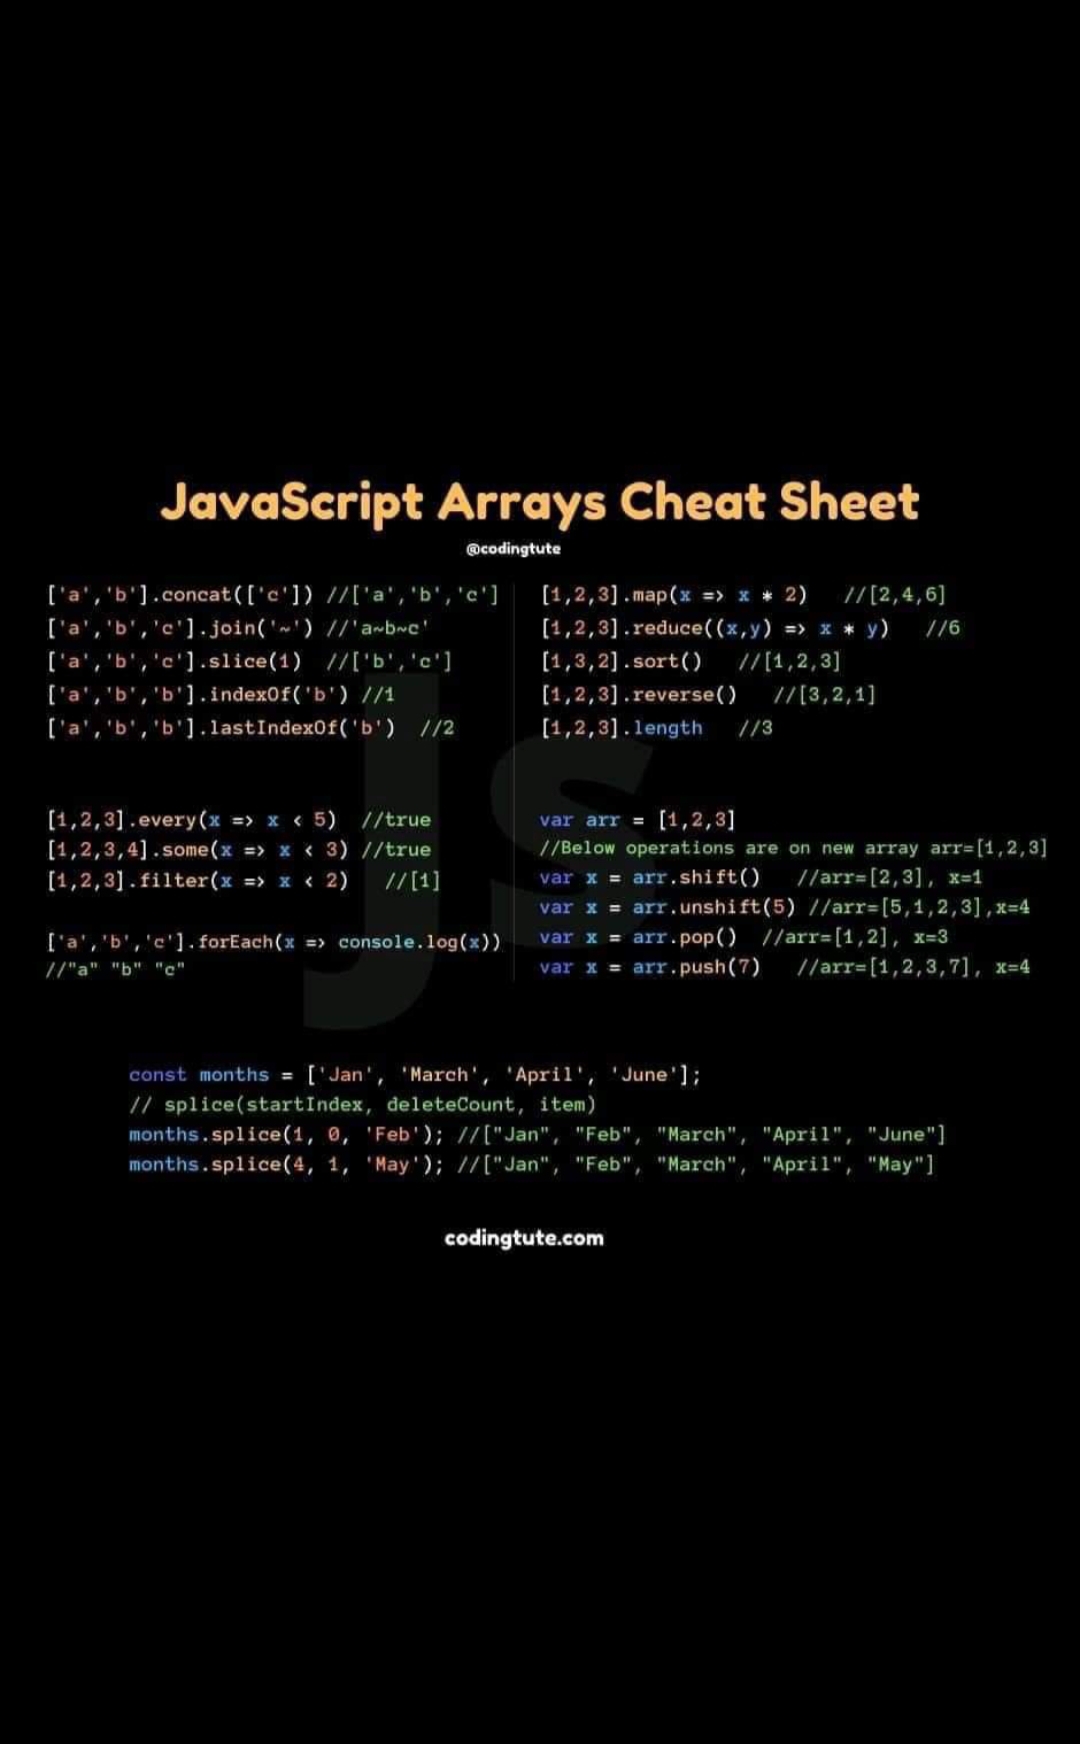 JavaScript Arrays Cheat Sheet
@codingtute
['a','b'].concat(['c']) //['a','b','c']
['a','b','c'].join('~') //'a~b~c'
['a','b','c'].slice(1) //['b','c']
['a','b','b'].indexOf('b') //1
['a','b','b'].lastIndexOf('b') //2
[1,2,3].map(x => x * 2) //[2,4,6]
[1,2,3].reduce((x,y) => x * y) //6
[1,3,2].sort() //[1,2,3]
[1,2,3].reverse() //[3,2,1]
[1,2,3].length //3
[1,2,3].every(x => x < 5) //true
[1,2,3,4].some(x => x < 3) //true
[1,2,3].filter(x => x < 2) //[1]
['a','b','c'].forEach(x => console.log(x))
//"a" "b" "c"
var arr = [1,2,3]
//Below operations are on new array arr=[1,2,3]
var x = arr.shift() //arr=[2,3], x=1
var x = arr.unshift(5) //arr=[5,1,2,3],x=4
var x = arr.pop() //arr=[1,2], x=3
var x = arr.push(7) //arr=[1,2,3,7], x=4
Js
const months = ['Jan', 'March', 'April', 'June'];
// splice(startIndex, deleteCount, item)
months.splice(1, 0, 'Feb'); //["Jan", "Feb", "March", "April", "June"]
months.splice(4, 1, 'May'); //["Jan", "Feb", "March", "April", "May"]
codingtute.com